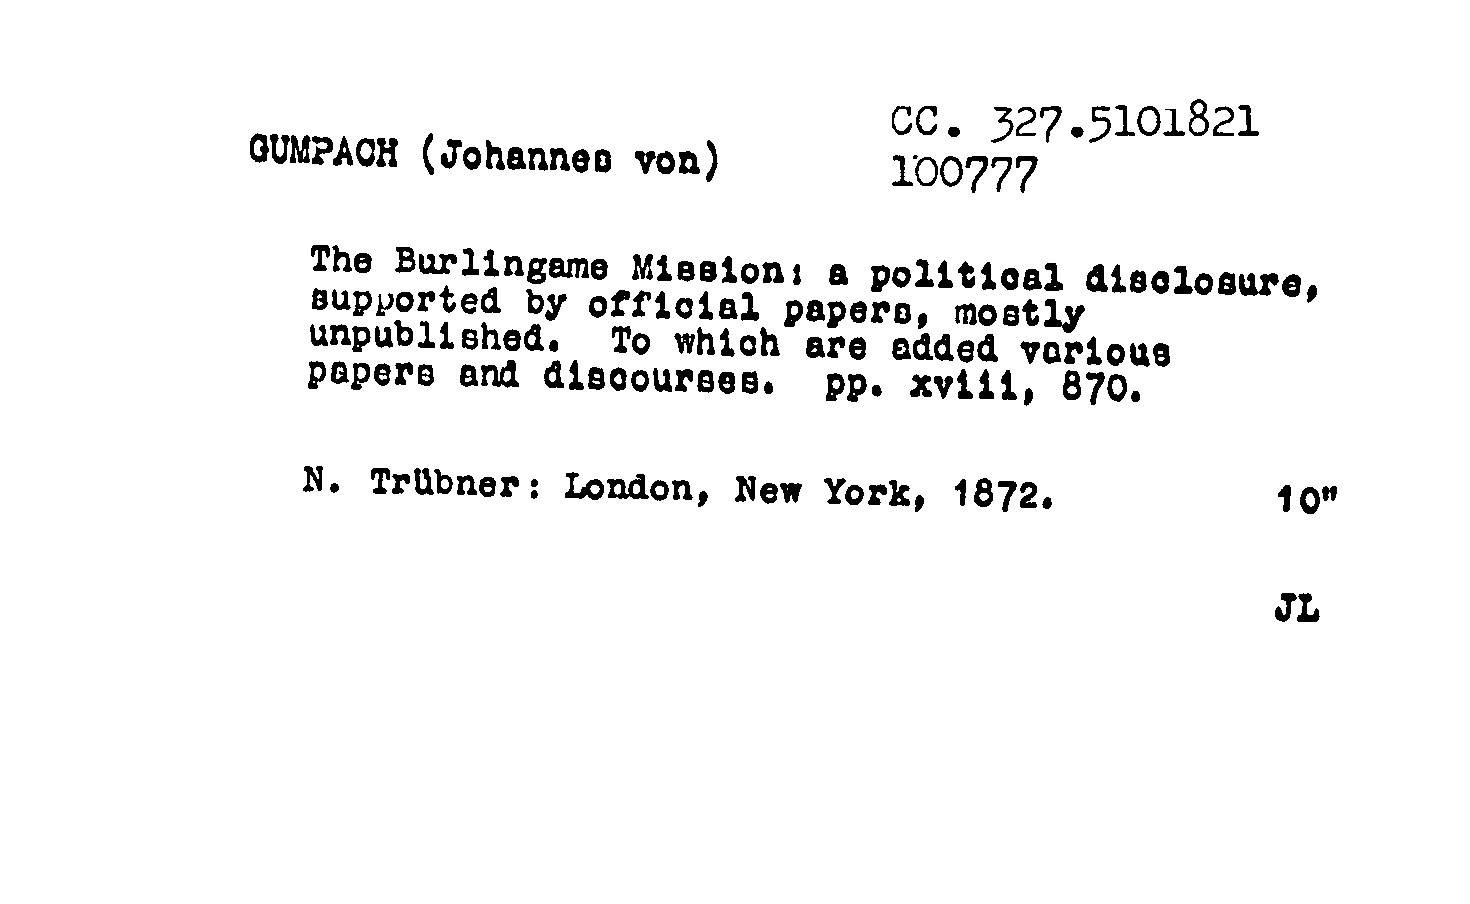 GUMPACH (Johannes von)
CC. 327.5101821
100777
The Burlingame Mission: a political disclosure,
supported by official papers, mostly
unpublished. To which are added various
papers and discourses. pp. xviii, 870.
N. Trübner: London, New York, 1872.
10"
JL